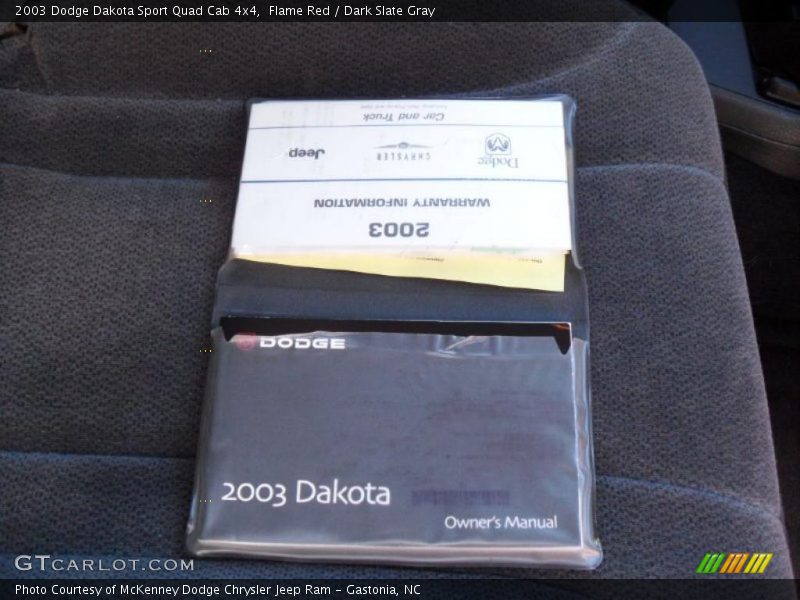 2003 Dodge Dakota Sport Quad Cab 4x4,  Flame Red / Dark Slate Gray
Car and Truck
Jeep CHRYSLER Dodge
WARRANTY INFORMATION
2003
DODGE
2003 Dakota
Owner's Manual
GTCARLOT.COM
Photo Courtesy of McKenney Dodge Chrysler Jeep Ram - Gastonia, NC